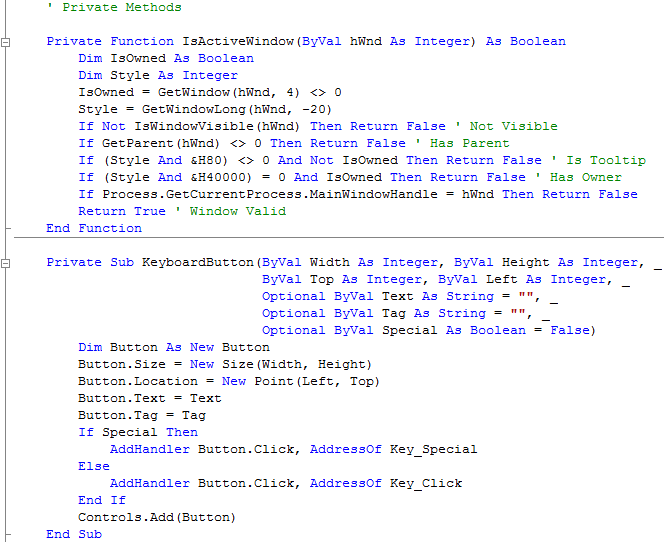 ' Private Methods
Private Function IsActiveWindow(ByVal hWnd As Integer) As Boolean
Dim IsOwned As Boolean
Dim Style As Integer
IsOwned = GetWindow(hWnd, 4) <> 0
Style = GetWindowLong(hWnd, -20)
If Not IsWindowVisible(hWnd) Then Return False ' Not Visible
If GetParent(hWnd) <> 0 Then Return False ' Has Parent
If (Style And &H80) <> 0 And Not IsOwned Then Return False ' Is Tooltip
If (Style And &H40000) = 0 And IsOwned Then Return False ' Has Owner
If Process.GetCurrentProcess.MainWindowHandle = hWnd Then Return False
Return True ' Window Valid
End Function
Private Sub KeyboardButton(ByVal Width As Integer, ByVal Height As Integer, _
ByVal Top As Integer, ByVal Left As Integer, _
Optional ByVal Text As String = "", _
Optional ByVal Tag As String = "", _
Optional ByVal Special As Boolean = False)
Dim Button As New Button
Button.Size = New Size(Width, Height)
Button.Location = New Point(Left, Top)
Button.Text = Text
Button.Tag = Tag
If Special Then
AddHandler Button.Click, AddressOf Key_Special
Else
AddHandler Button.Click, AddressOf Key_Click
End If
Controls.Add(Button)
End Sub